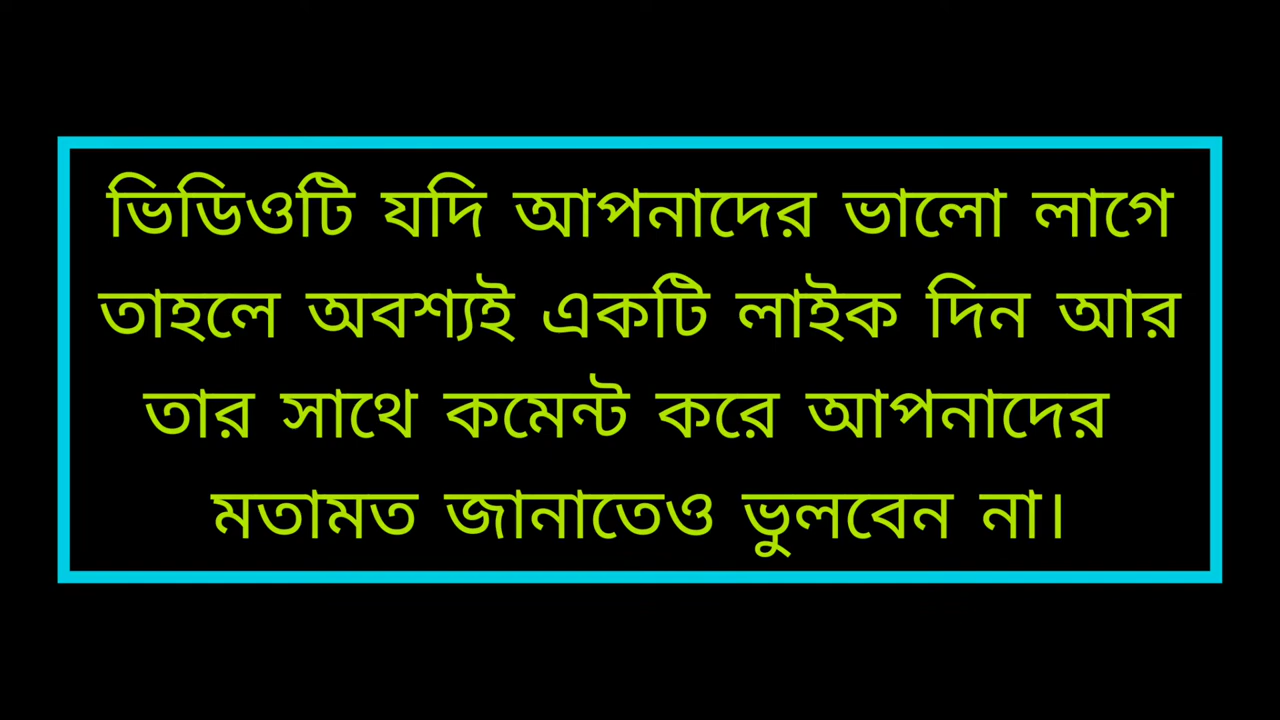 ভিডিওটি যদি আপনাদের ভালো লাগে
তাহলে অবশ্যই একটি লাইক দিন আর
তার সাথে কমেন্ট করে আপনাদের
মতামত জানাতেও ভুলবেন না।